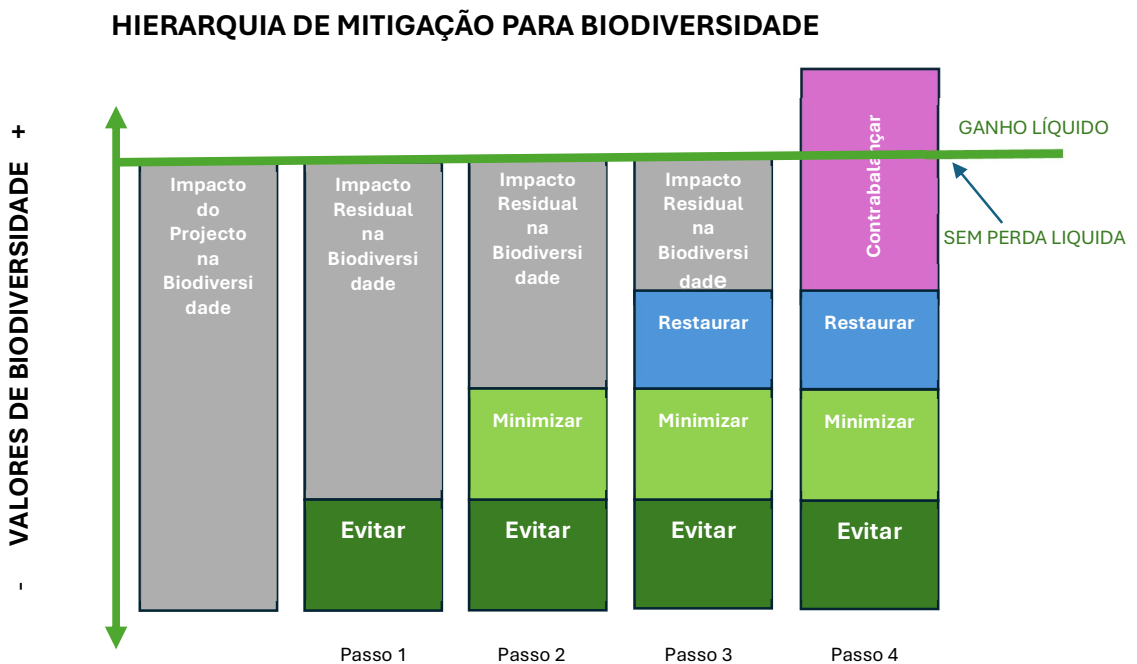 HIERARQUIA DE MITIGAÇÃO PARA BIODIVERSIDADE
- VALORES DE BIODIVERSIDADE +
Impacto
do
Projecto
na
Biodiversi
dade
Impacto
Residual
na
Biodiversi
dade
Evitar
Passo 1
Impacto
Residual
na
Biodiversi
dade
Minimizar
Evitar
Passo 2
Impacto
Residual
na
Biodiversi
dade
Restaurar
Minimizar
Evitar
Passo 3
Contrabalançar
Restaurar
Minimizar
Evitar
Passo 4
GANHO LÍQUIDO
SEM PERDA LIQUIDA